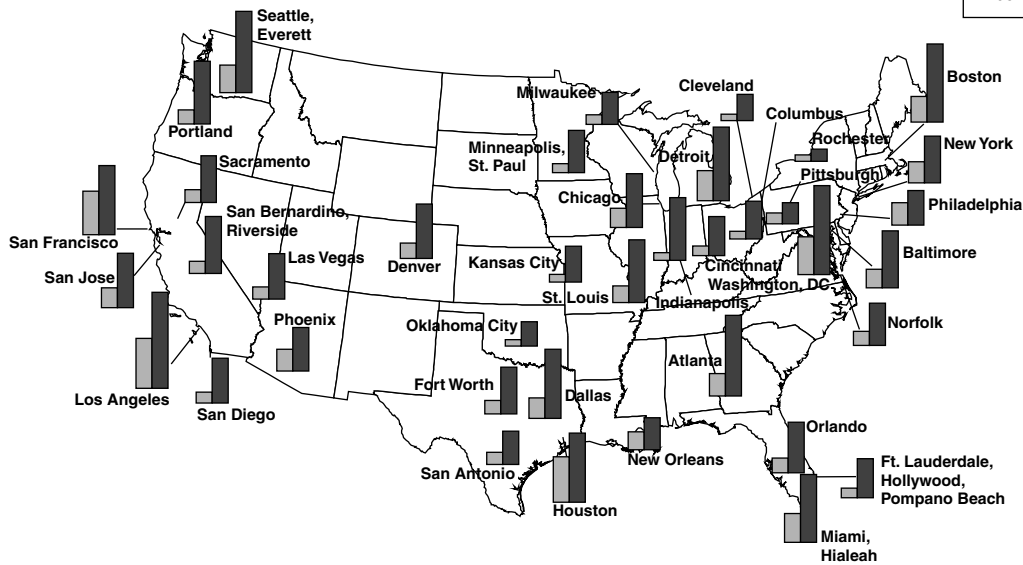 Seattle,
Everett
Portland
Sacramento
San Francisco
San Bernardino,
Riverside
San Jose
Las Vegas
Los Angeles
San Diego
Phoenix
Denver
Minneapolis,
St. Paul
Milwaukee
Chicago
Kansas City
St. Louis
Oklahoma City
Fort Worth
Dallas
San Antonio
Houston
New Orleans
Cleveland
Columbus
Detroit
Rochester
Pittsburgh
Cincinnati
Washington, DC
Indianapolis
Boston
New York
Philadelphia
Baltimore
Norfolk
Atlanta
Orlando
Ft. Lauderdale,
Hollywood,
Pompano Beach
Miami,
Hialeah